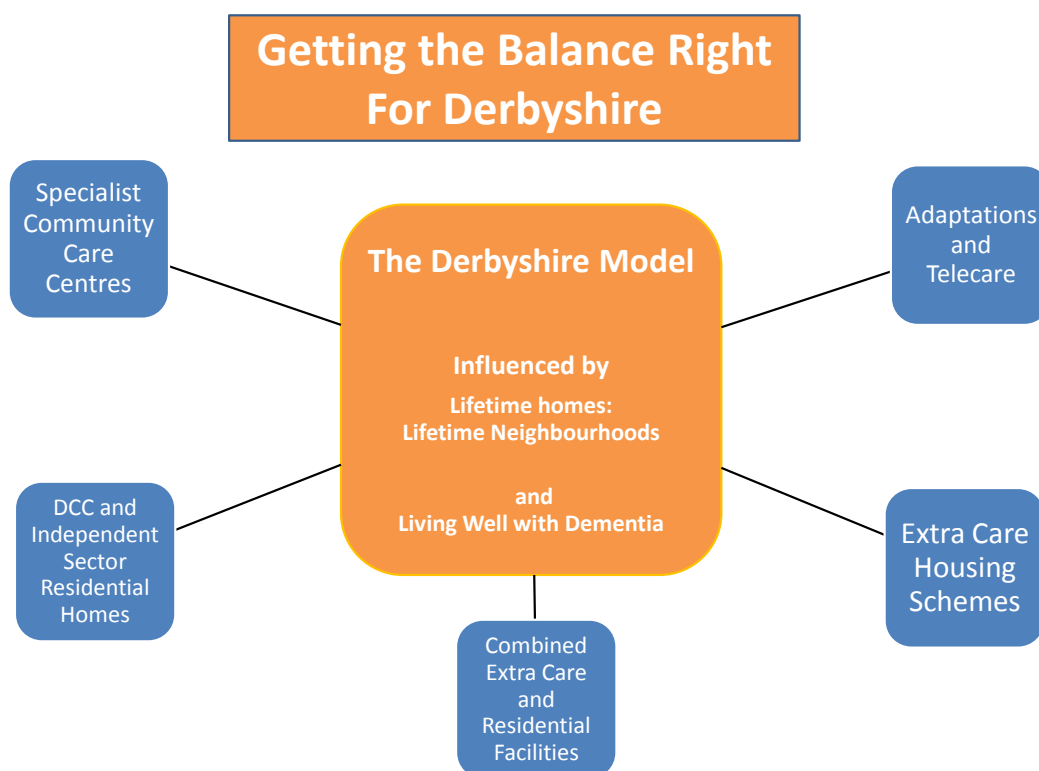 Getting the Balance Right
For Derbyshire
Specialist
Community
Care
Centres
Adaptations
and
Telecare
The Derbyshire Model
Influenced by
Lifetime homes:
Lifetime Neighbourhoods
and
Living Well with Dementia
DCC and
Independent
Sector
Residential
Homes
Extra Care
Housing
Schemes
Combined
Extra Care
and
Residential
Facilities